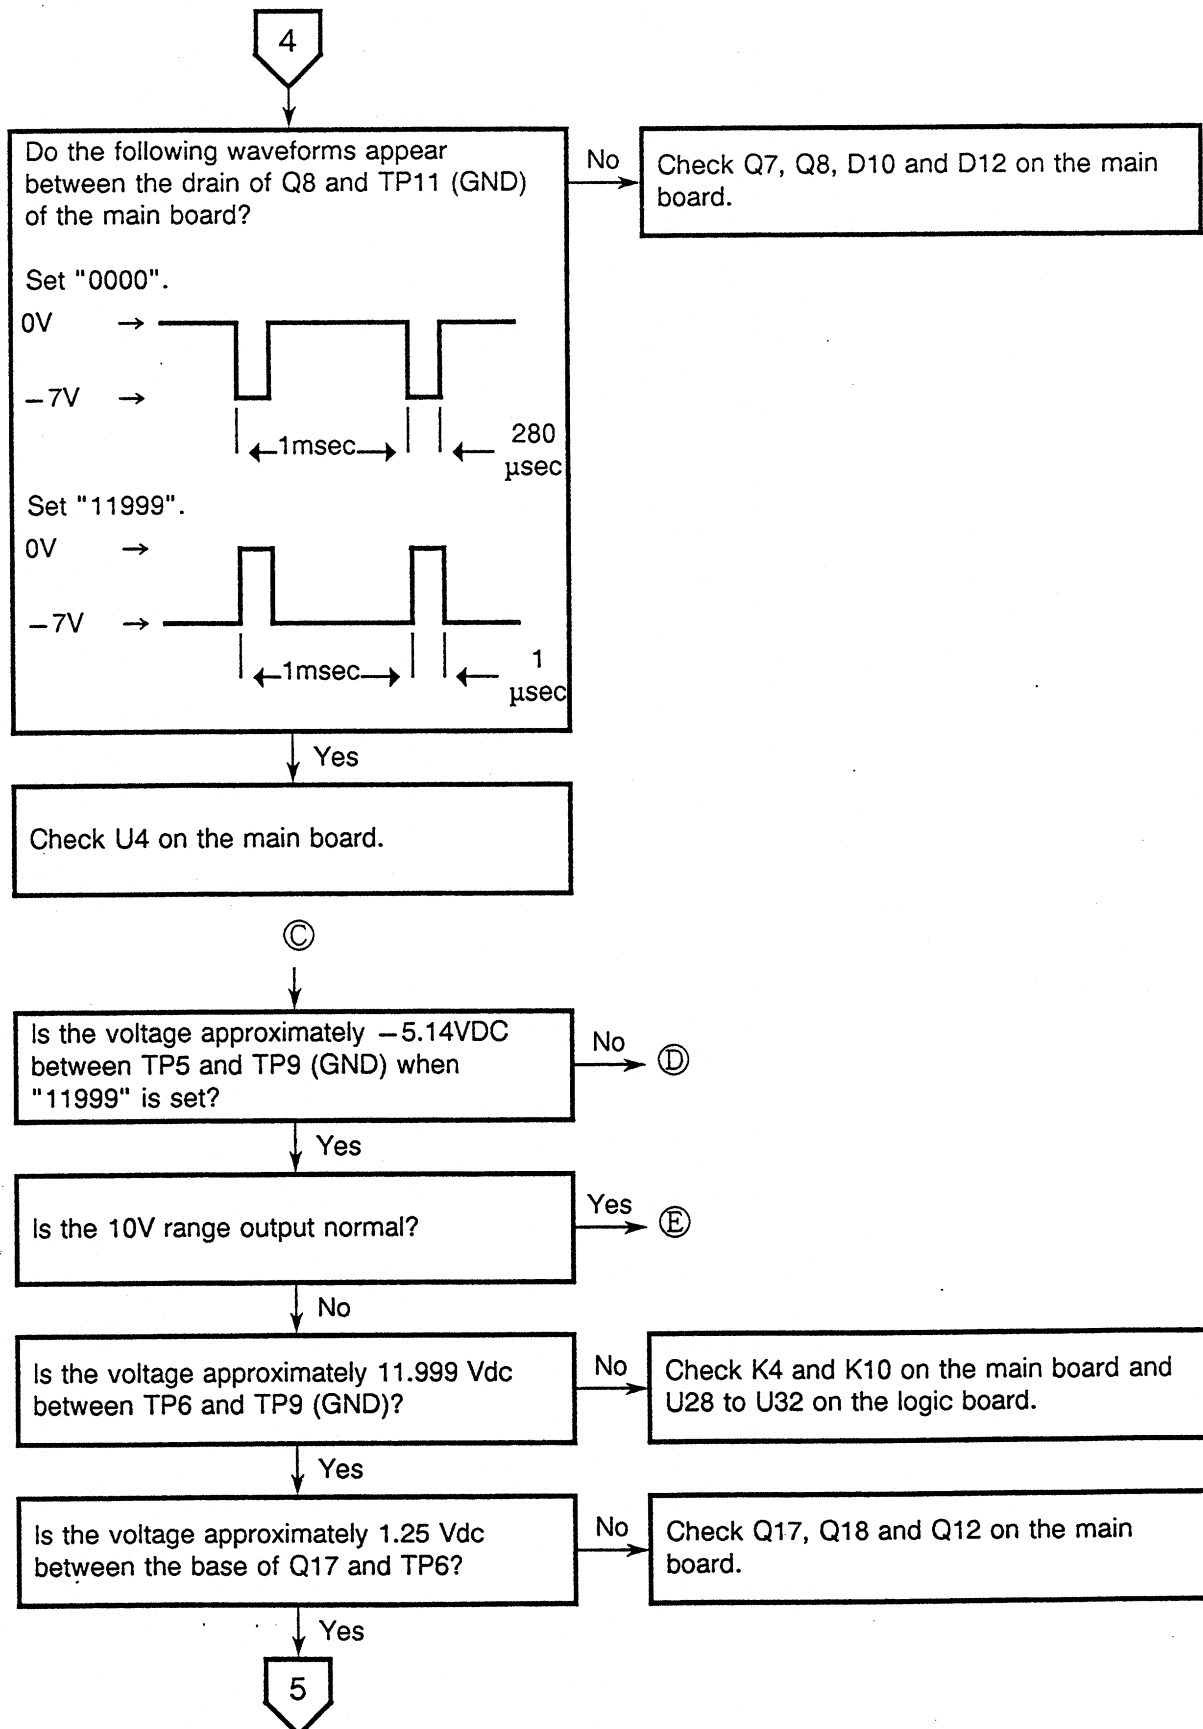 4
Do the following waveforms appear
between the drain of Q8 and TP11 (GND)
of the main board?
No
Check Q7, Q8, D10 and D12 on the main
board.
Set "0000".
0V →
−7V →
1msec
280
μsec
Set "11999".
0V →
−7V →
1msec
1
μsec
Yes
Check U4 on the main board.
Ⓒ
Is the voltage approximately −5.14VDC
between TP5 and TP9 (GND) when
"11999" is set?
No
Ⓓ
Yes
Is the 10V range output normal?
Yes
Ⓔ
No
Is the voltage approximately 11.999 Vdc
between TP6 and TP9 (GND)?
No
Check K4 and K10 on the main board and
U28 to U32 on the logic board.
Yes
Is the voltage approximately 1.25 Vdc
between the base of Q17 and TP6?
No
Check Q17, Q18 and Q12 on the main
board.
Yes
5